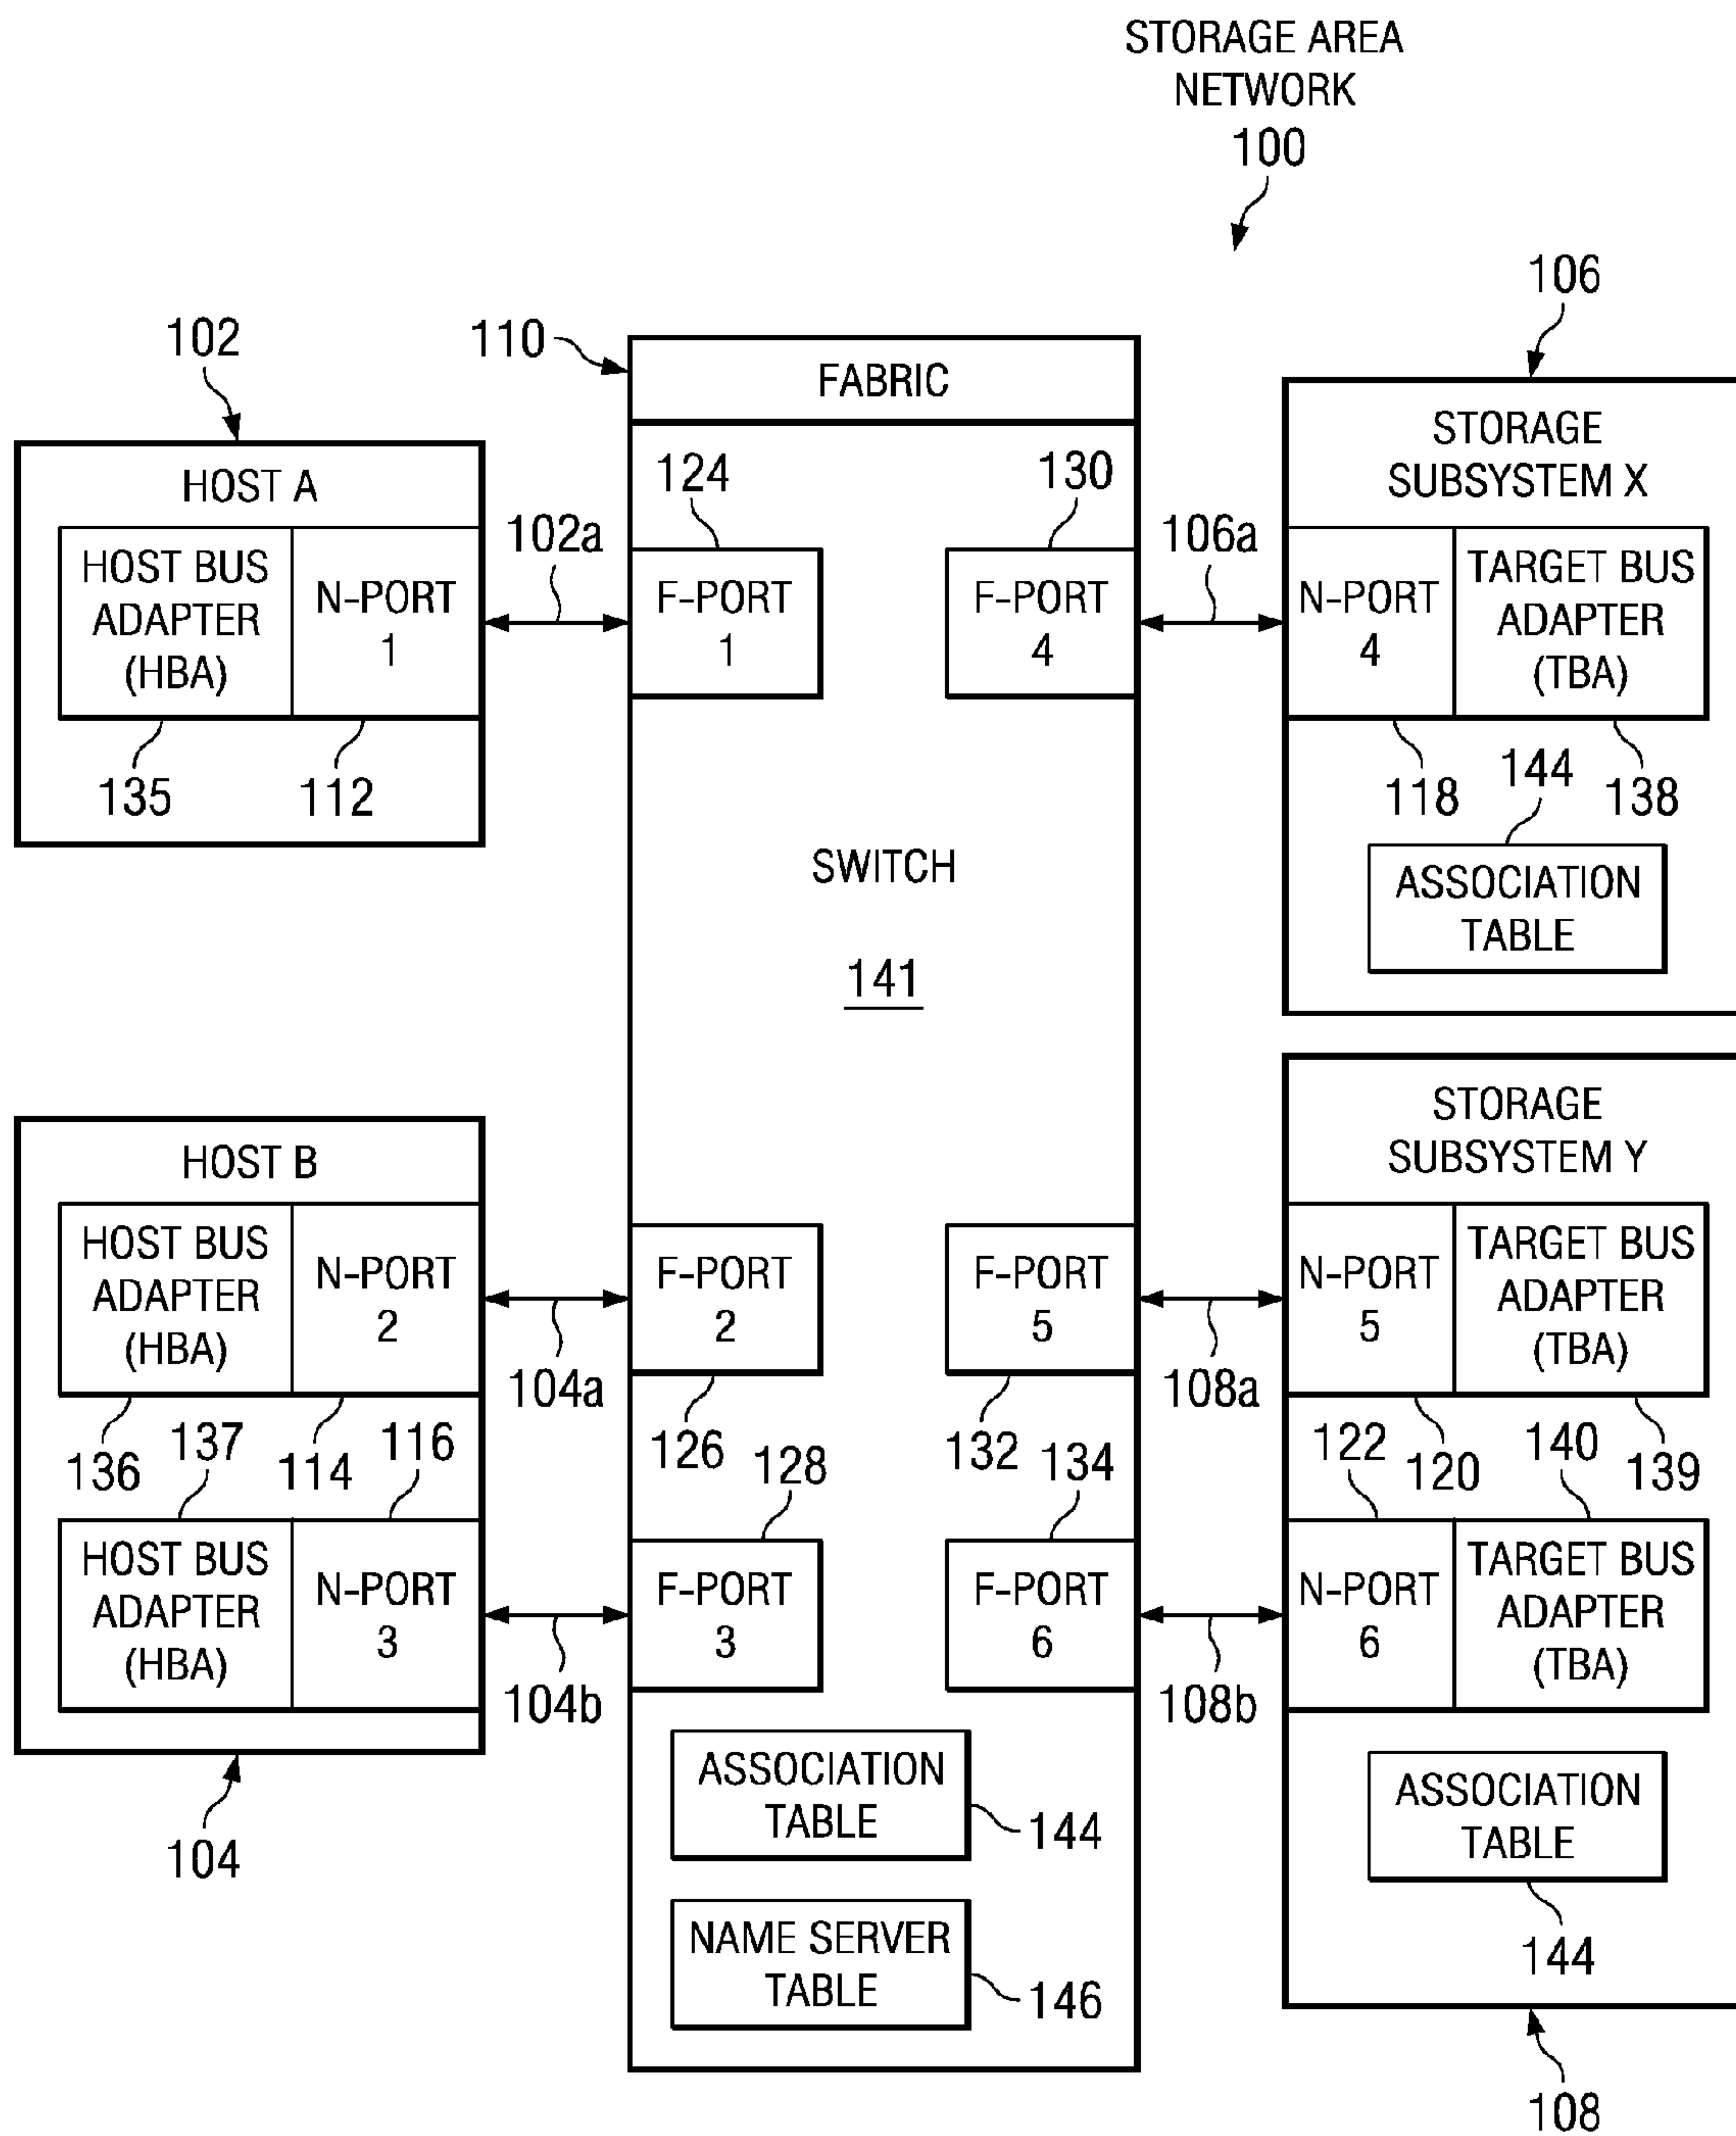 STORAGE AREA
NETWORK
100
106
102
110
FABRIC
STORAGE
SUBSYSTEM X
HOST A
124
130
102a
106a
HOST BUS
ADAPTER
(HBA)
N-PORT
1
F-PORT
1
F-PORT
4
N-PORT
4
TARGET BUS
ADAPTER
(TBA)
135
112
118
144
138
SWITCH
141
ASSOCIATION
TABLE
HOST B
STORAGE
SUBSYSTEM Y
HOST BUS
ADAPTER
(HBA)
N-PORT
2
F-PORT
2
F-PORT
5
N-PORT
5
TARGET BUS
ADAPTER
(TBA)
104a
108a
136
137
114
116
126
128
132
134
122
120
140
139
HOST BUS
ADAPTER
(HBA)
N-PORT
3
F-PORT
3
F-PORT
6
N-PORT
6
TARGET BUS
ADAPTER
(TBA)
104b
108b
ASSOCIATION
TABLE
144
ASSOCIATION
TABLE
104
NAME SERVER
TABLE
146
144
108